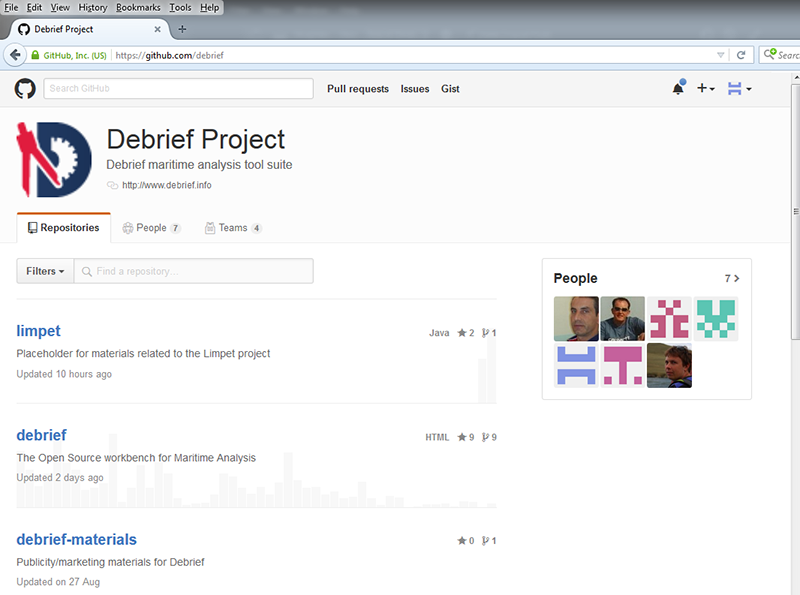 File Edit View History Bookmarks Tools Help
Debrief Project
GitHub, Inc. (US) https://github.com/debrief
Search GitHub
Pull requests Issues Gist
Debrief Project
Debrief maritime analysis tool suite
http://www.debrief.info
Repositories People 7 Teams 4
Filters Find a repository...
People 7
limpet
Java 2 1
Placeholder for materials related to the Limpet project
Updated 10 hours ago
debrief
HTML 9 9
The Open Source workbench for Maritime Analysis
Updated 2 days ago
debrief-materials
0 1
Publicity/marketing materials for Debrief
Updated on 27 Aug